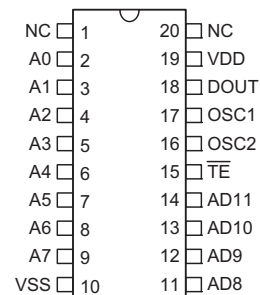 NC 1 20 NC
A0 2 19 VDD
A1 3 18 DOUT
A2 4 17 OSC1
A3 5 16 OSC2
A4 6 15 T̅E̅
A5 7 14 AD11
A6 8 13 AD10
A7 9 12 AD9
VSS 10 11 AD8